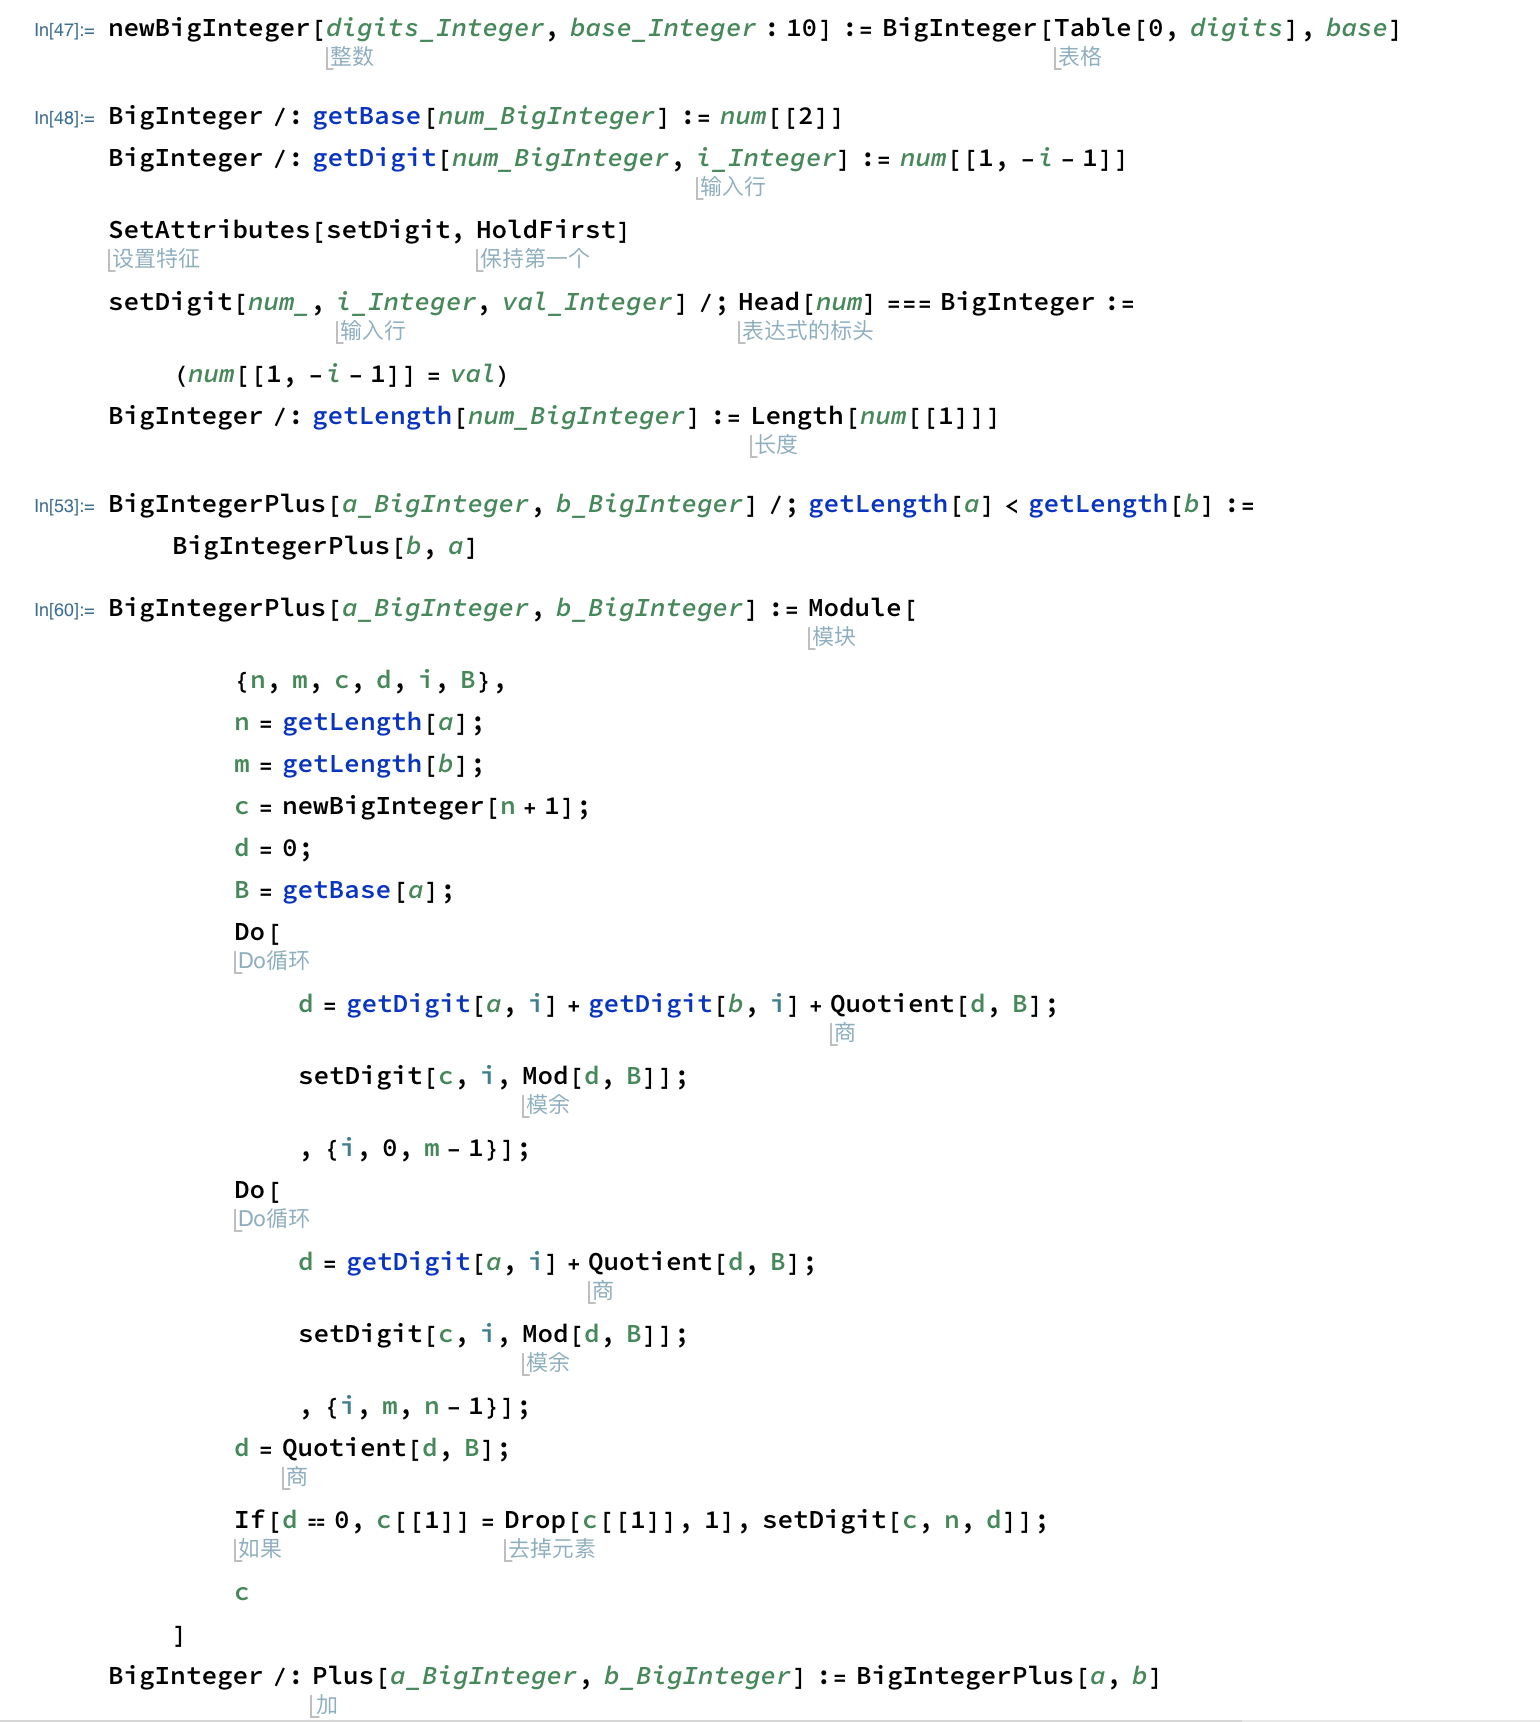 In[47]:= newBigInteger[digits_Integer, base_Integer : 10] := BigInteger[Table[0, digits], base]
整数 表格
In[48]:= BigInteger /: getBase[num_BigInteger] := num[[2]]
BigInteger /: getDigit[num_BigInteger, i_Integer] := num[[1, -i - 1]]
输入行
SetAttributes[setDigit, HoldFirst]
设置特征 保持第一个
setDigit[num_, i_Integer, val_Integer] /; Head[num] === BigInteger :=
输入行 表达式的标头
(num[[1, -i - 1]] = val)
BigInteger /: getLength[num_BigInteger] := Length[num[[1]]]
长度
In[53]:= BigIntegerPlus[a_BigInteger, b_BigInteger] /; getLength[a] < getLength[b] :=
BigIntegerPlus[b, a]
In[60]:= BigIntegerPlus[a_BigInteger, b_BigInteger] := Module[
模块
{n, m, c, d, i, B},
n = getLength[a];
m = getLength[b];
c = newBigInteger[n + 1];
d = 0;
B = getBase[a];
Do[
Do循环
d = getDigit[a, i] + getDigit[b, i] + Quotient[d, B];
商
setDigit[c, i, Mod[d, B]];
模余
, {i, 0, m - 1}];
Do[
Do循环
d = getDigit[a, i] + Quotient[d, B];
商
setDigit[c, i, Mod[d, B]];
模余
, {i, m, n - 1}];
d = Quotient[d, B];
商
If[d == 0, c[[1]] = Drop[c[[1]], 1], setDigit[c, n, d]];
如果 去掉元素
c
]
BigInteger /: Plus[a_BigInteger, b_BigInteger] := BigIntegerPlus[a, b]
加